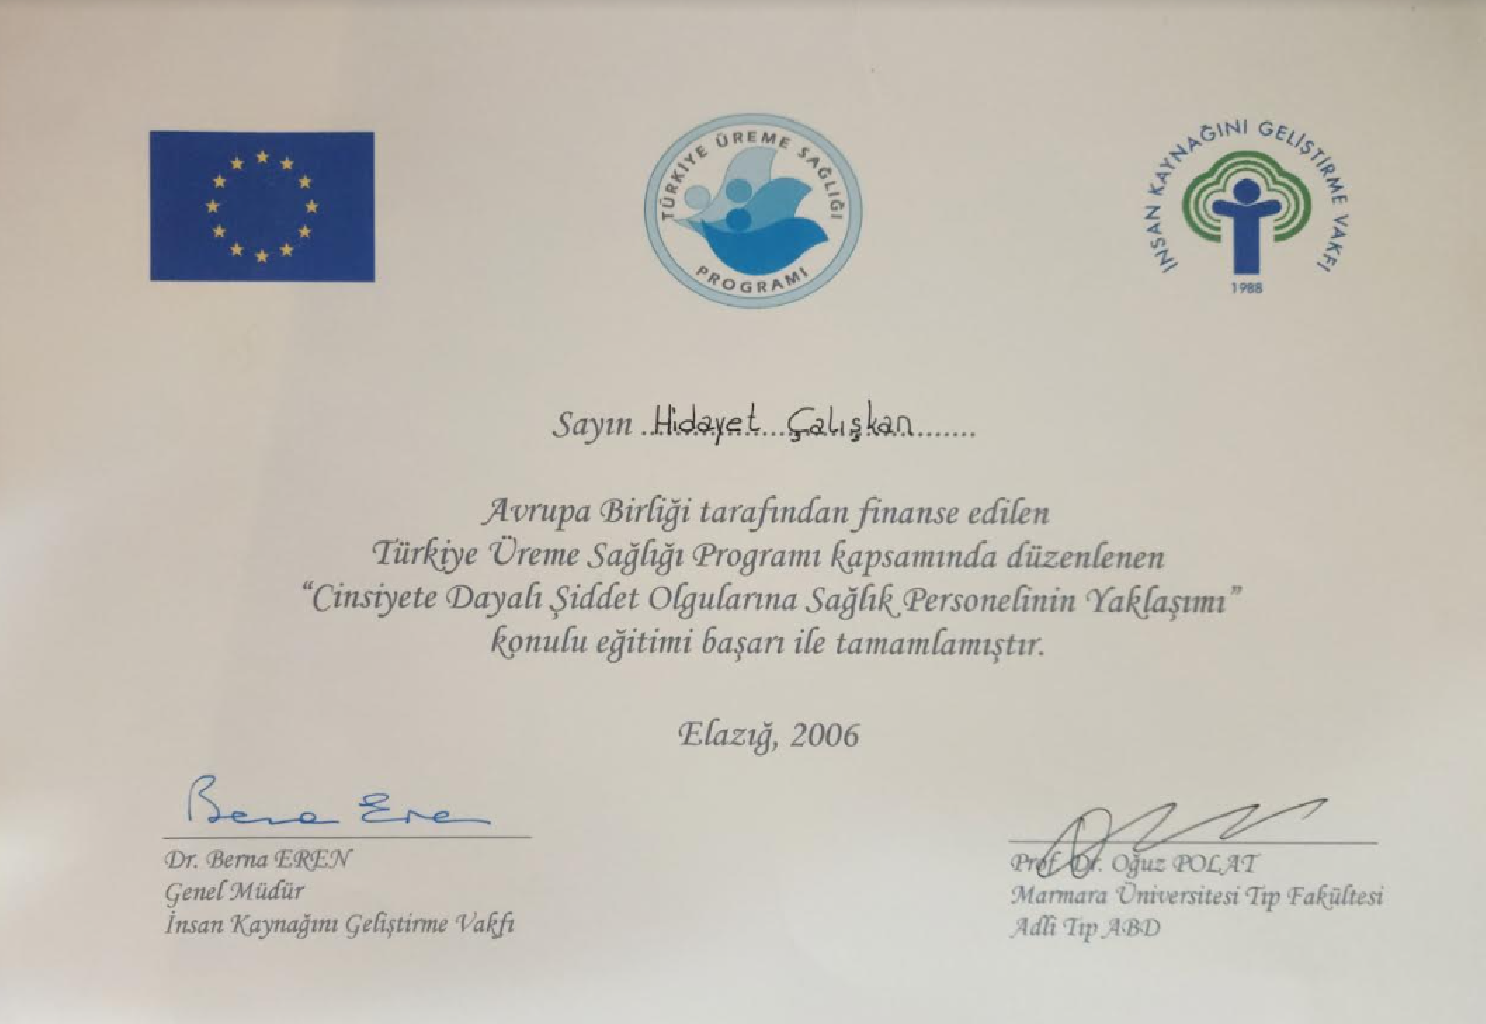 TÜRKİYE ÜREME SAĞLIĞI
PROGRAMI
İNSAN KAYNAĞINI GELİŞTİRME VAKFI
1988
Sayın ..Hidayet....Çalışkan.......
Avrupa Birliği tarafından finanse edilen
Türkiye Üreme Sağlığı Programı kapsamında düzenlenen
“Cinsiyete Dayalı Şiddet Olgularına Sağlık Personelinin Yaklaşımı”
konulu eğitimi başarı ile tamamlamıştır.
Elazığ, 2006
Berna Eren
Dr. Berna EREN
Genel Müdür
İnsan Kaynağını Geliştirme Vakfı
Prof. Dr. Oğuz POLAT
Marmara Üniversitesi Tıp Fakültesi
Adli Tıp ABD